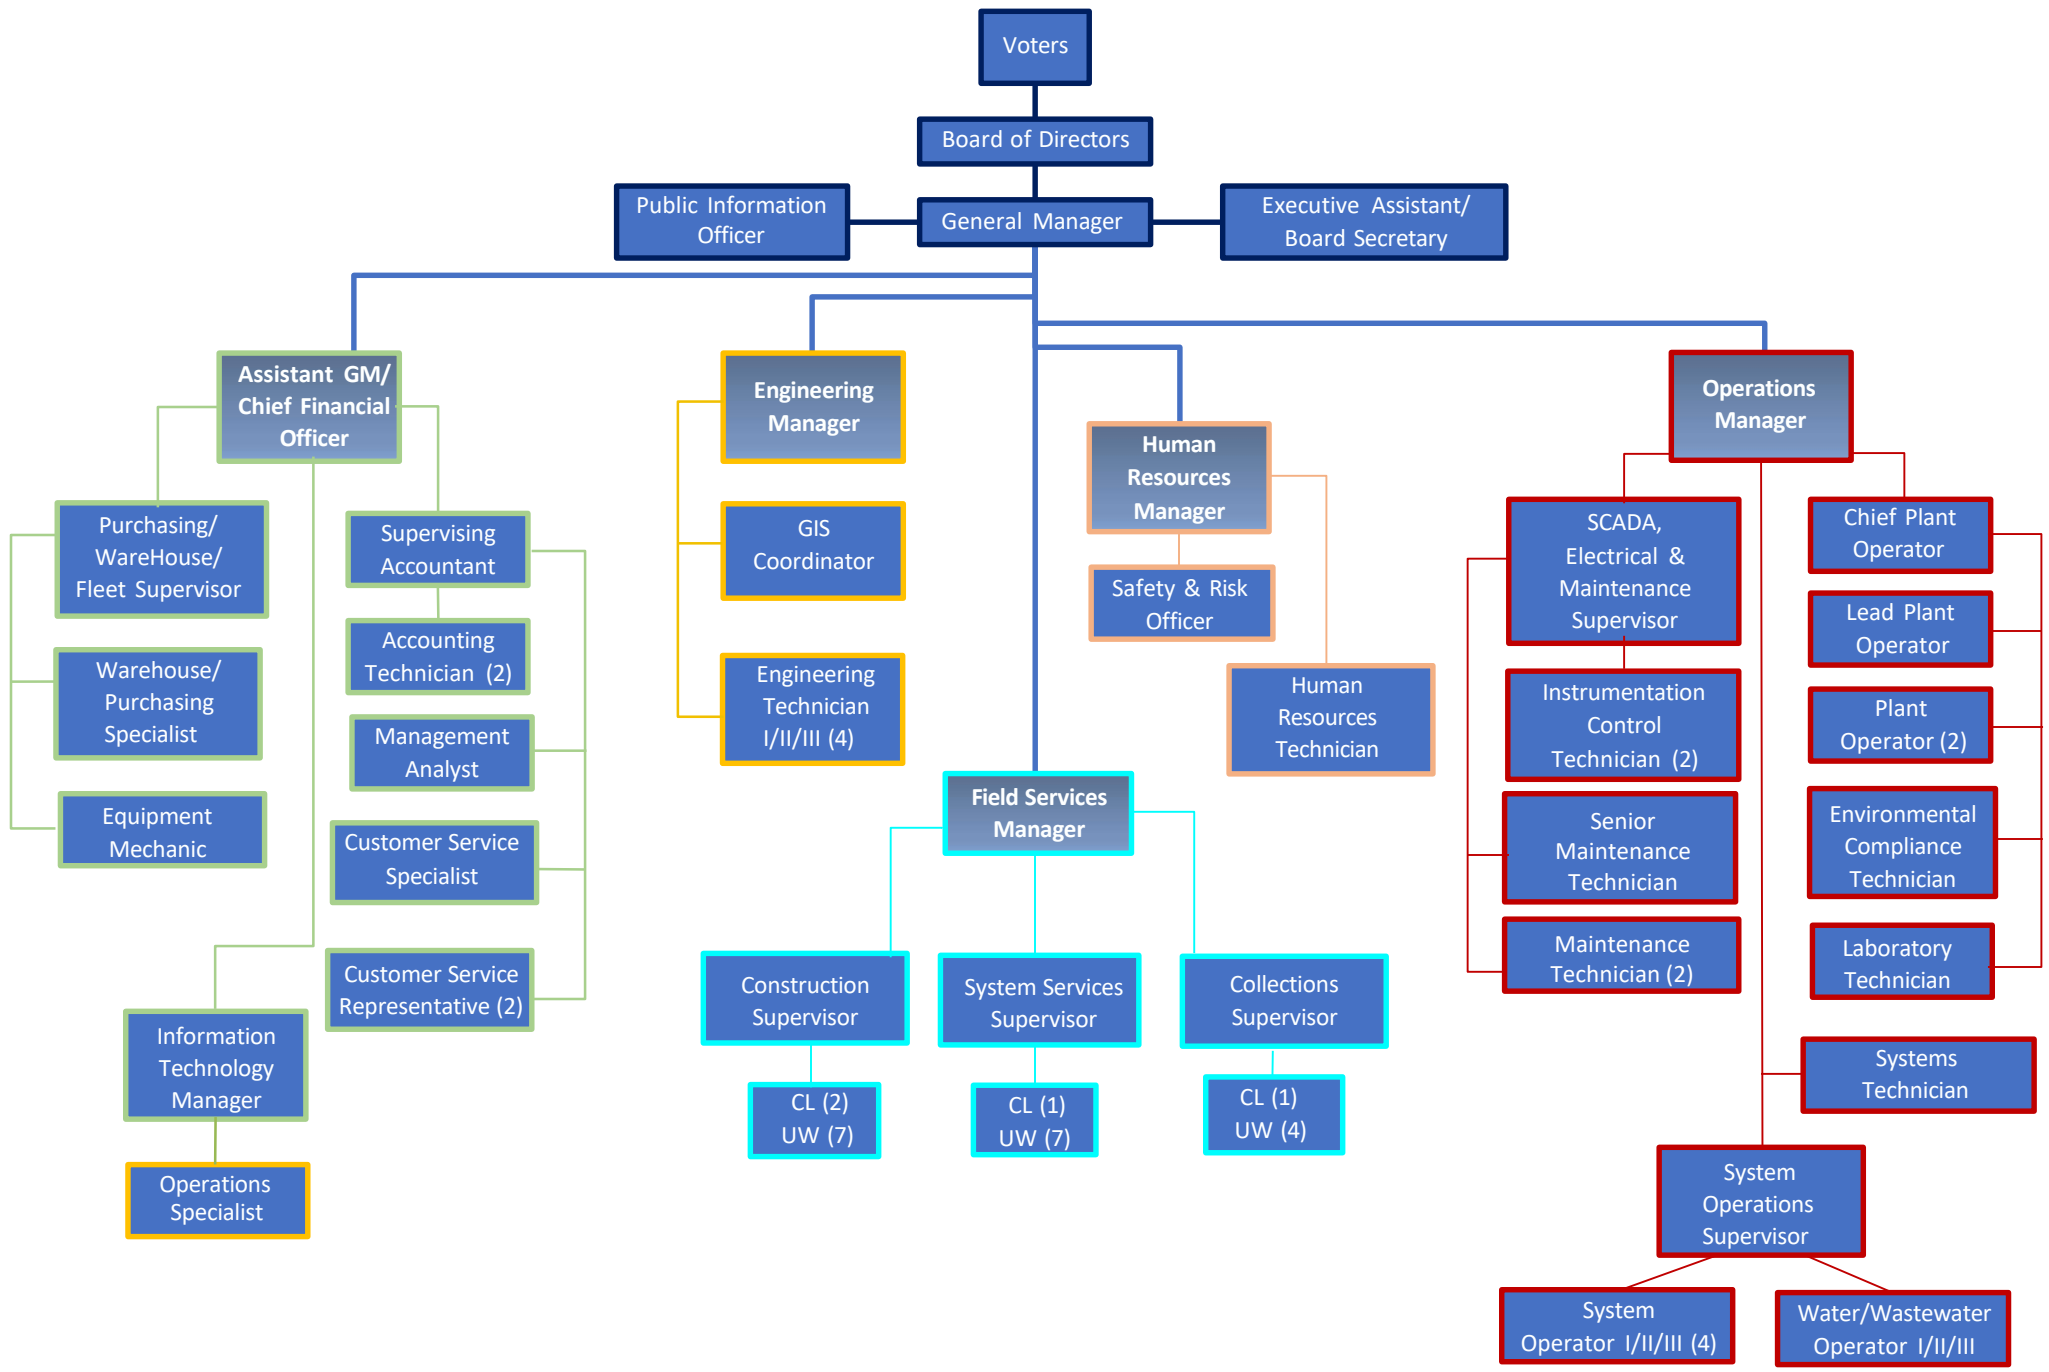 Voters
Board of Directors
Public Information
Officer
General Manager
Executive Assistant/
Board Secretary
Assistant GM/
Chief Financial
Officer
Engineering
Manager
Human
Resources
Manager
Operations
Manager
Purchasing/
WareHouse/
Fleet Supervisor
Warehouse/
Purchasing
Specialist
Equipment
Mechanic
Supervising
Accountant
Accounting
Technician (2)
Management
Analyst
Customer Service
Specialist
Customer Service
Representative (2)
Information
Technology
Manager
Operations
Specialist
GIS
Coordinator
Engineering
Technician
I/II/III (4)
Safety & Risk
Officer
Human
Resources
Technician
Field Services
Manager
Construction
Supervisor
CL (2)
UW (7)
System Services
Supervisor
CL (1)
UW (7)
Collections
Supervisor
CL (1)
UW (4)
SCADA,
Electrical &
Maintenance
Supervisor
Instrumentation
Control
Technician (2)
Senior
Maintenance
Technician
Maintenance
Technician (2)
Chief Plant
Operator
Lead Plant
Operator
Plant
Operator (2)
Environmental
Compliance
Technician
Laboratory
Technician
Systems
Technician
System
Operations
Supervisor
System
Operator I/II/III (4)
Water/Wastewater
Operator I/II/III